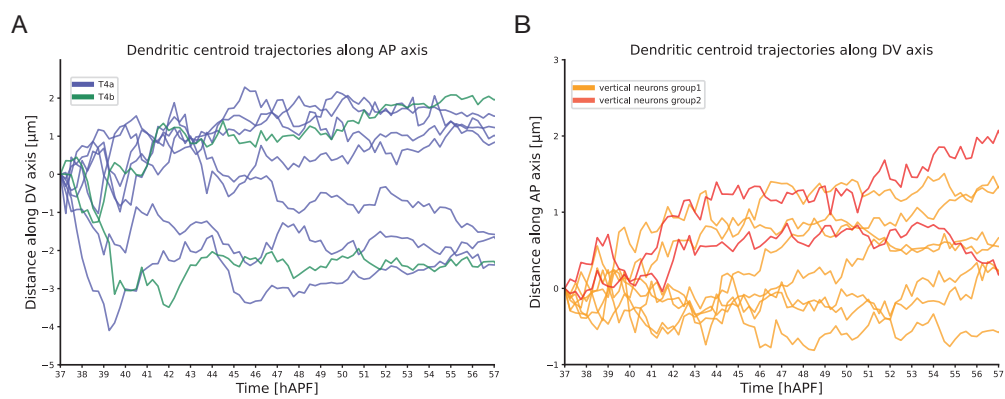 A
Dendritic centroid trajectories along AP axis
T4a
T4b
Distance along DV axis [μm]
2
1
0
−1
−2
−3
−4
−5
37 38 39 40 41 42 43 44 45 46 47 48 49 50 51 52 53 54 55 56 57
Time [hAPF]
B
Dendritic centroid trajectories along DV axis
vertical neurons group1
vertical neurons group2
Distance along AP axis [μm]
3
2
1
0
−1
37 38 39 40 41 42 43 44 45 46 47 48 49 50 51 52 53 54 55 56 57
Time [hAPF]